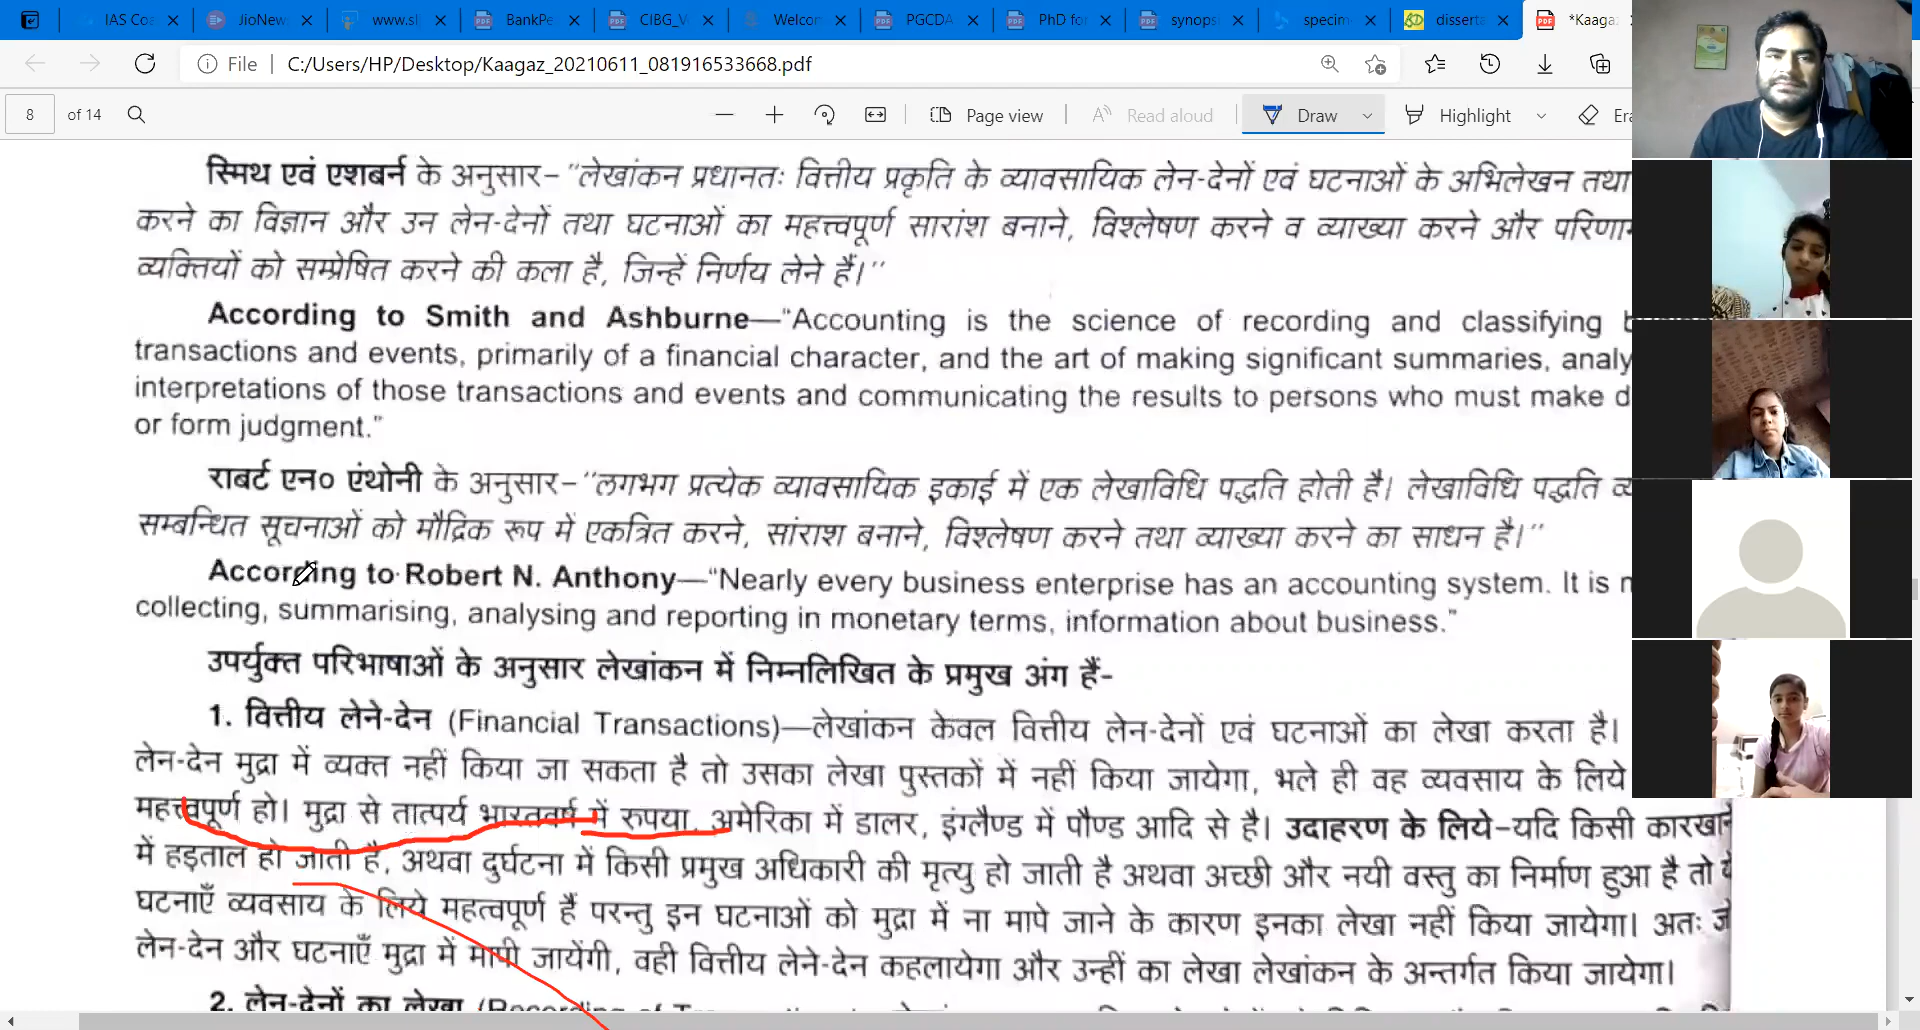 IAS Coa
JioNew
www.sl
BankPe
CIBG_V
Welcon
PGCDA
PhD for
synops
specim
disserta
*Kaaga
File
C:/Users/HP/Desktop/Kaagaz_20210611_081916533668.pdf
8 of 14
Page view
Read aloud
Draw
Highlight
Era
स्मिथ एवं एशबर्न के अनुसार- "लेखांकन प्रधानतः वित्तीय प्रकृति के व्यावसायिक लेन-देनों एवं घटनाओं के अभिलेखन तथा
करने का विज्ञान और उन लेन-देनों तथा घटनाओं का महत्त्वपूर्ण सारांश बनाने, विश्लेषण करने व व्याख्या करने और
व्यक्तियों को सम्प्रेषित करने की कला है, जिन्हें निर्णय लेने हैं।"
According to Smith and Ashburne—"Accounting is the science of recording and classifying
transactions and events, primarily of a financial character, and the art of making significant summaries, analy
interpretations of those transactions and events and communicating the results to persons who must make d
or form judgment."
राबर्ट एन० एंथोनी के अनुसार- "लगभग प्रत्येक व्यावसायिक इकाई में एक लेखाविधि पद्धति होती है। लेखाविधि पद्धति
सम्बन्धित सूचनाओं को मौद्रिक रूप में एकत्रित करने, सांराश बनाने, विश्लेषण करने तथा व्याख्या करने का साधन है।"
According to Robert N. Anthony—"Nearly every business enterprise has an accounting system. It is
collecting, summarising, analysing and reporting in monetary terms, information about business."
उपर्युक्त परिभाषाओं के अनुसार लेखांकन में निम्नलिखित के प्रमुख अंग हैं-
1. वित्तीय लेने-देन (Financial Transactions)—लेखांकन केवल वित्तीय लेन-देनों एवं घटनाओं का लेखा करता है।
लेन-देन मुद्रा में व्यक्त नहीं किया जा सकता है तो उसका लेखा पुस्तकों में नहीं किया जायेगा, भले ही वह व्यवसाय के लिये
महत्त्वपूर्ण हो। मुद्रा से तात्पर्य भारतवर्ष में रुपया, अमेरिका में डालर, इंग्लैण्ड में पौण्ड आदि से है। उदाहरण के लिये-यदि किसी
में हड़ताल हो जाती है, अथवा दुर्घटना में किसी प्रमुख अधिकारी की मृत्यु हो जाती है अथवा अच्छी और नयी वस्तु का निर्माण हुआ है तो
घटनाएँ व्यवसाय के लिये महत्वपूर्ण हैं परन्तु इन घटनाओं को मुद्रा में ना मापे जाने के कारण इनका लेखा नहीं किया जायेगा। अतः
लेन-देन और घटनाएँ मुद्रा में मापी जायेंगी, वही वित्तीय लेने-देन कहलायेगा और उन्हीं का लेखा लेखांकन के अन्तर्गत किया जायेगा।
2. लेन-देनों का लेखा